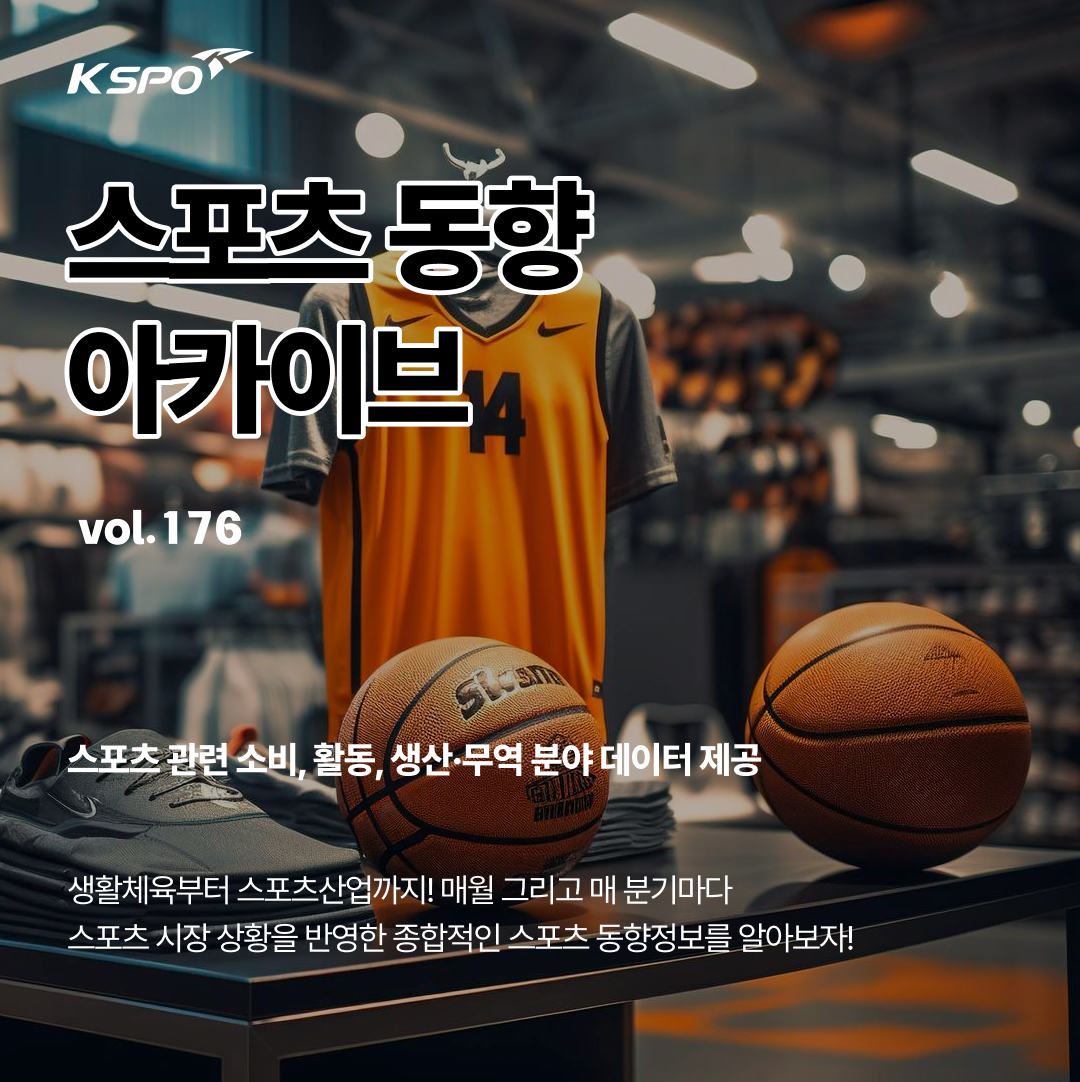 KSPO
스포츠 동향
아카이브
14
vol. 176
스포츠 관련 소비, 활동, 생산·무역 분야 데이터 제공
생활체육부터 스포츠산업까지! 매월 그리고 매 분기마다
스포츠 시장 상황을 반영한 종합적인 스포츠 동향정보를 알아보자!